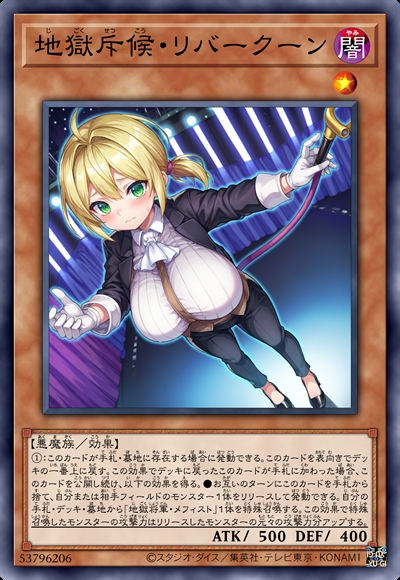 地獄斥候・リバークーン
闇
【悪魔族／効果】
①：このカードが手札・墓地に存在する場合に発動できる。このカードを表向きでデッ
キの一番上に戻す。この効果でデッキに戻ったこのカードが手札にかわった場合、こ
のカードを公開し続け、以下の効果を得る。●お互いのターンにこのカードを手札から
捨て、自分または相手フィールドのモンスター1体をリリースして発動できる。自分の
手札・デッキ・墓地から「地獄将軍・メフィスト」1体を特殊召喚する。この効果で特殊
召喚したモンスターの攻撃力はリリースしたモンスターの元々の攻撃力分アップする。
ATK／ 500 DEF／ 400
53796206
©スタジオ・ダイス／集英社・テレビ東京・KONAMI